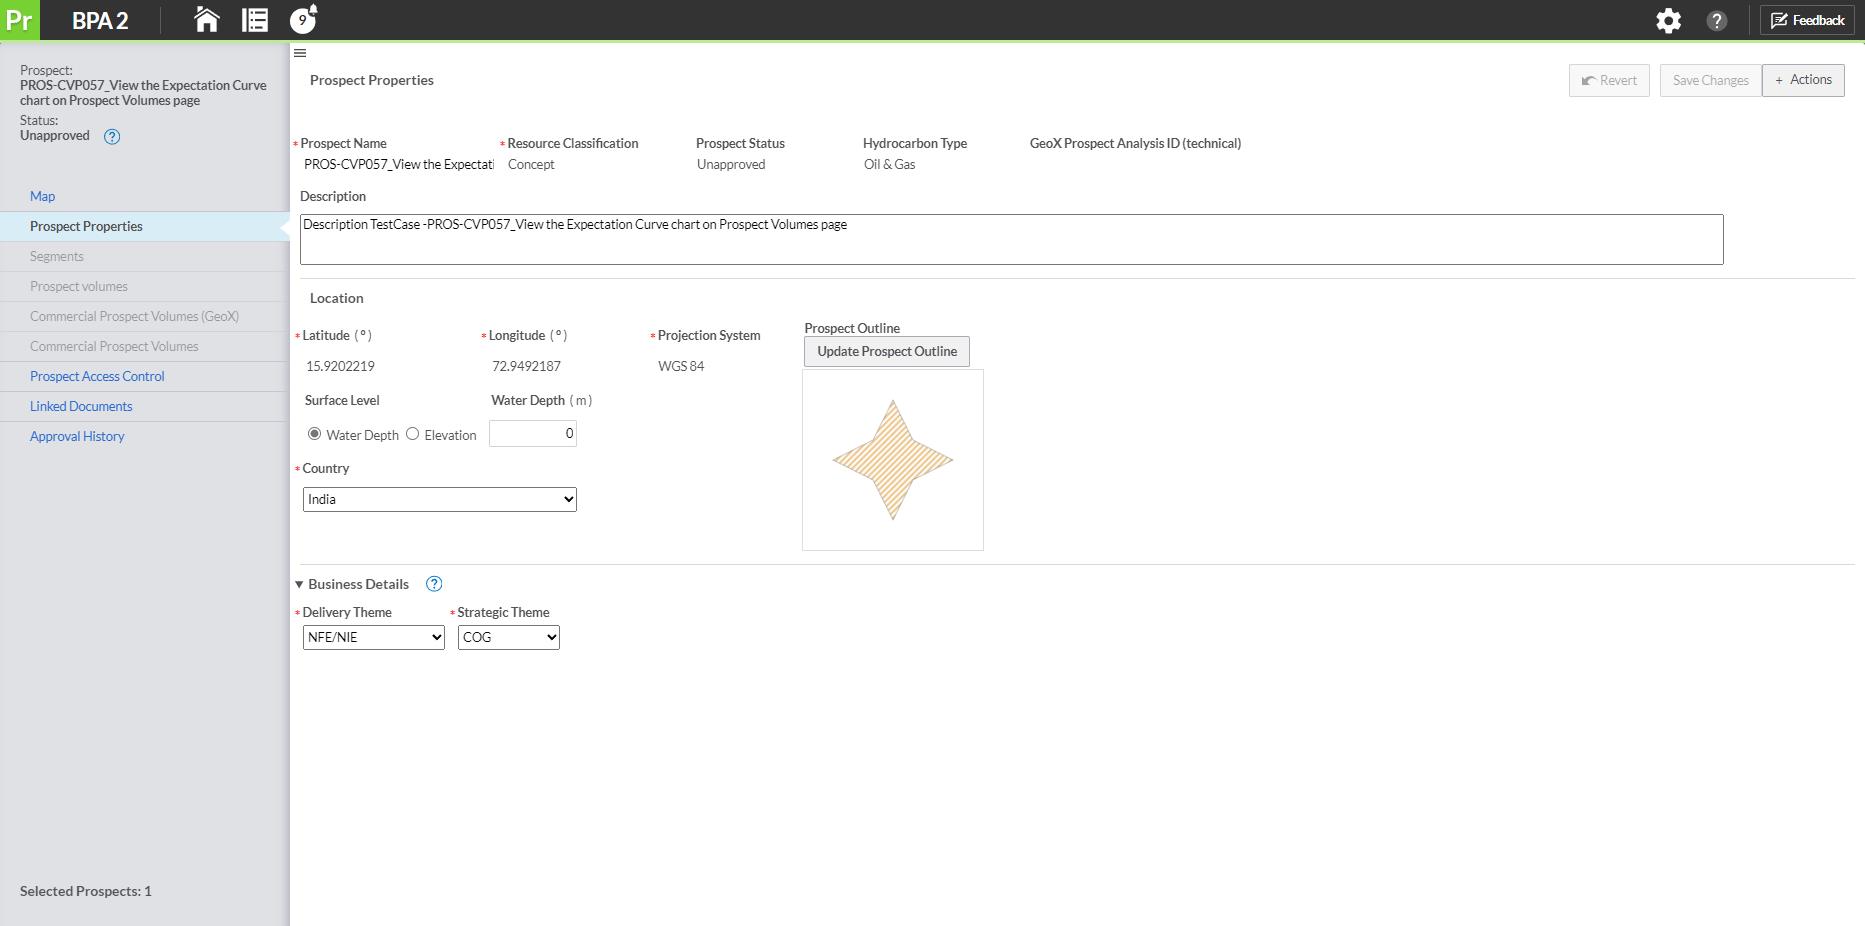 Pr BPA 2 9 ? Feedback
Prospect:
PROS-CVP057_View the Expectation Curve
chart on Prospect Volumes page
Status:
Unapproved ?
Map
Prospect Properties
Segments
Prospect volumes
Commercial Prospect Volumes (GeoX)
Commercial Prospect Volumes
Prospect Access Control
Linked Documents
Approval History
Selected Prospects: 1
Prospect Properties
Revert Save Changes + Actions
* Prospect Name * Resource Classification Prospect Status Hydrocarbon Type GeoX Prospect Analysis ID (technical)
PROS-CVP057_View the Expectati Concept Unapproved Oil & Gas
Description
Description TestCase -PROS-CVP057_View the Expectation Curve chart on Prospect Volumes page
Location
* Latitude (°) * Longitude (°) * Projection System Prospect Outline
Update Prospect Outline
15.9202219 72.9492187 WGS 84
Surface Level Water Depth (m)
Water Depth Elevation 0
* Country
India
Business Details ?
* Delivery Theme * Strategic Theme
NFE/NIE COG